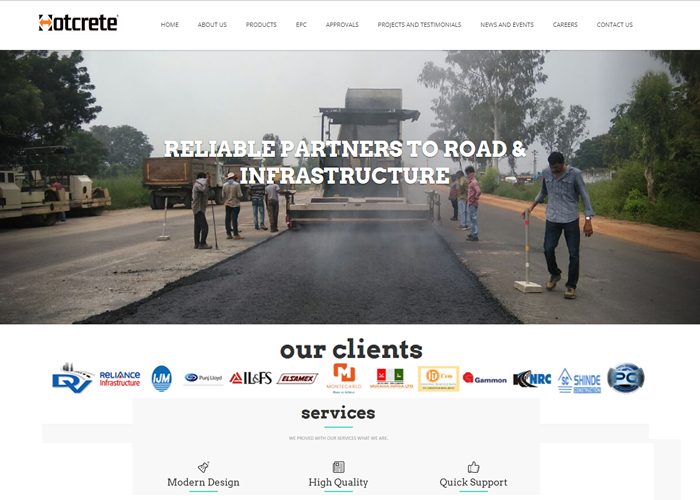 Hotcrete
HOME ABOUT US PRODUCTS EPC APPROVALS PROJECTS AND TESTIMONIALS NEWS AND EVENTS CAREERS CONTACT US
RELIABLE PARTNERS TO ROAD &
INFRASTRUCTURE
our clients
DV RELIANCE Infrastructure IJM Punj Lloyd IL&FS ELSAMEX MONTECARLO Gammon KNRC SHINDE PC
services
WE PROVED WITH OUR SERVICES WHAT WE ARE.
Modern Design High Quality Quick Support